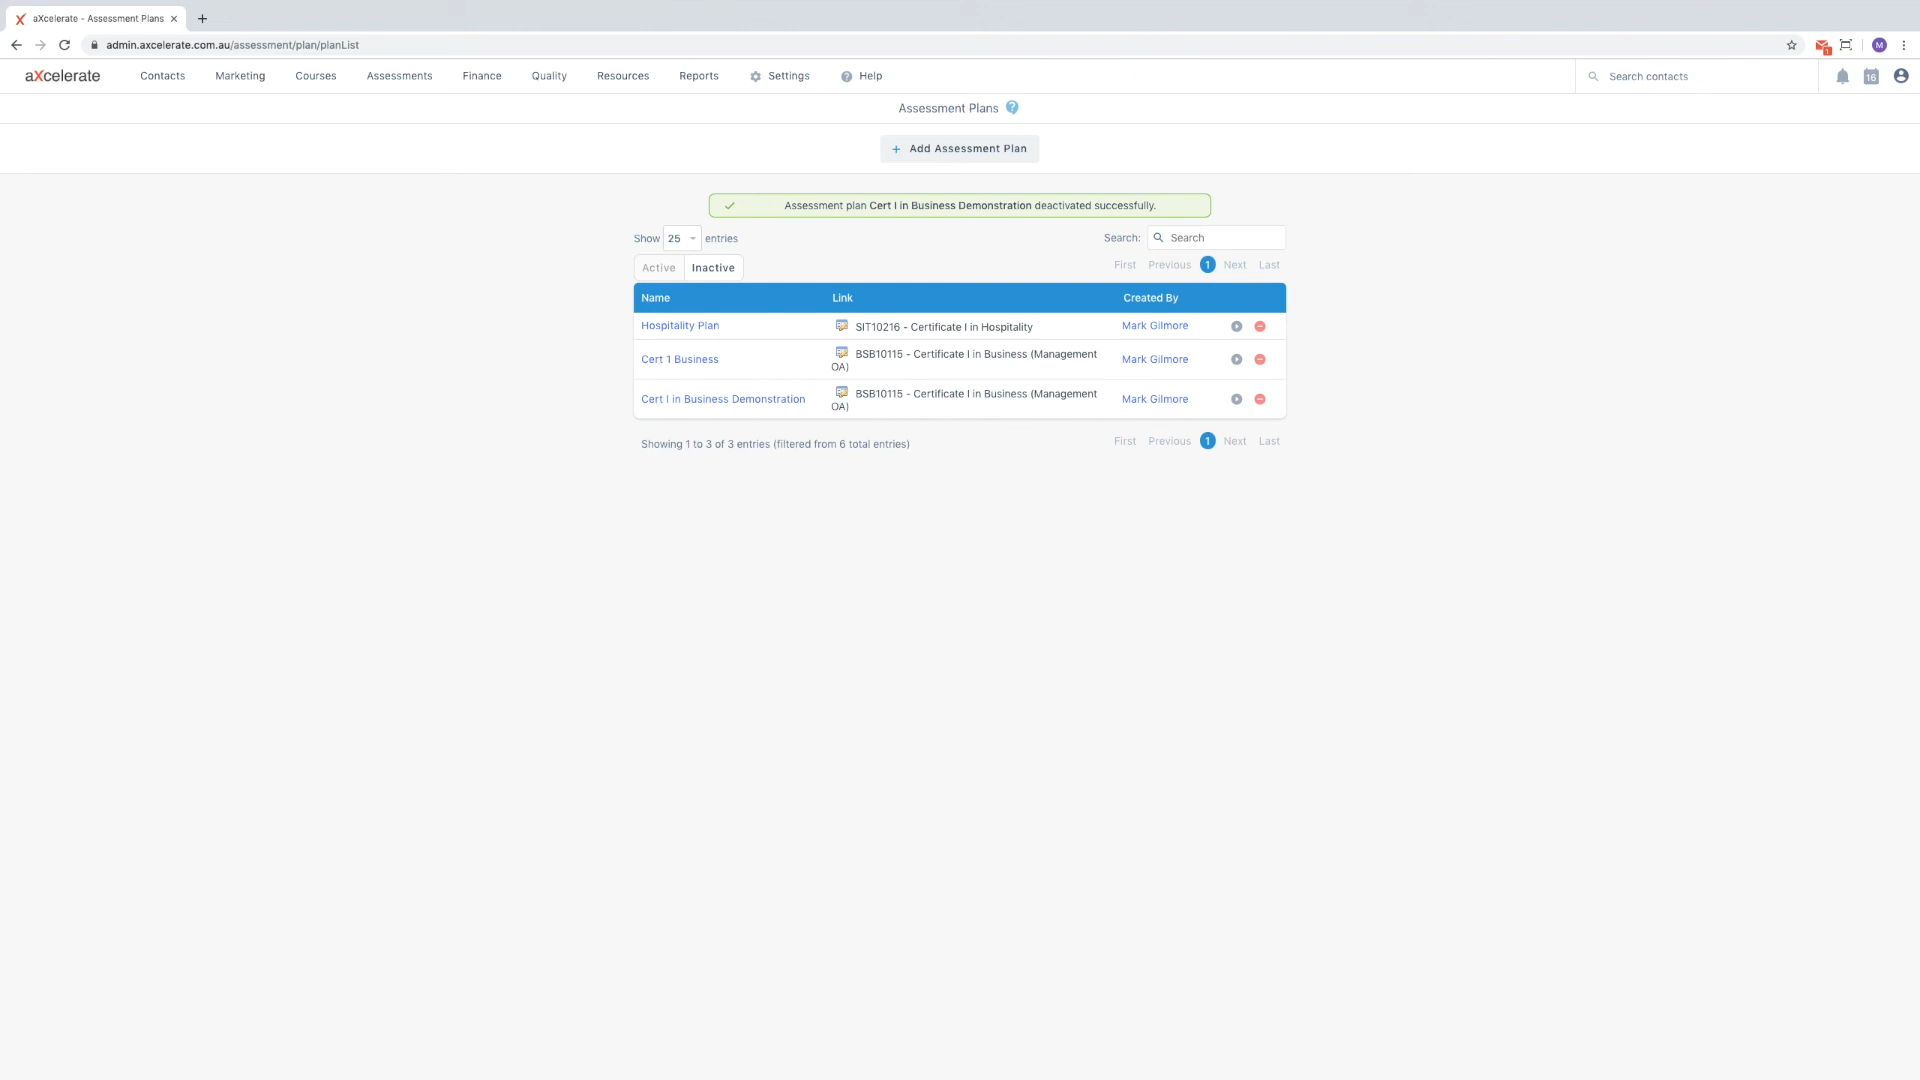 aXcelerate - Assessment Plans
admin.axcelerate.com.au/assessment/plan/planList
1
M
aXcelerate Contacts Marketing Courses Assessments Finance Quality Resources Reports Settings Help Search contacts 16
Assessment Plans ?
+ Add Assessment Plan
Assessment plan Cert I in Business Demonstration deactivated successfully.
Show 25 entries Search: Search
Active Inactive First Previous 1 Next Last
Name Link Created By
Hospitality Plan SIT10216 - Certificate I in Hospitality Mark Gilmore
Cert 1 Business BSB10115 - Certificate I in Business (Management OA) Mark Gilmore
Cert I in Business Demonstration BSB10115 - Certificate I in Business (Management OA) Mark Gilmore
Showing 1 to 3 of 3 entries (filtered from 6 total entries) First Previous 1 Next Last